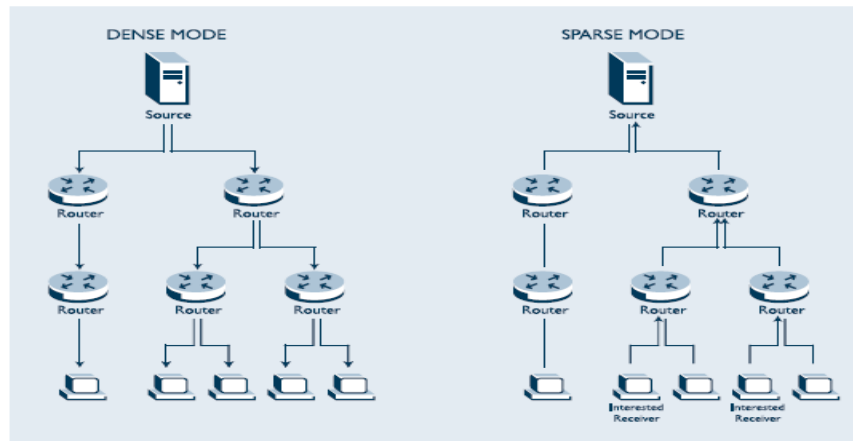 DENSE MODE
SPARSE MODE
Source
Source
Router
Router
Router
Router
Router
Router
Router
Router
Router
Router
Interested
Receiver
Interested
Receiver